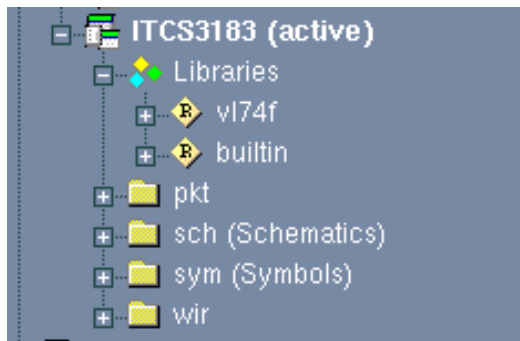 ITCS3183 (active)
Libraries
vl74f
builtin
pkt
sch (Schematics)
sym (Symbols)
wir